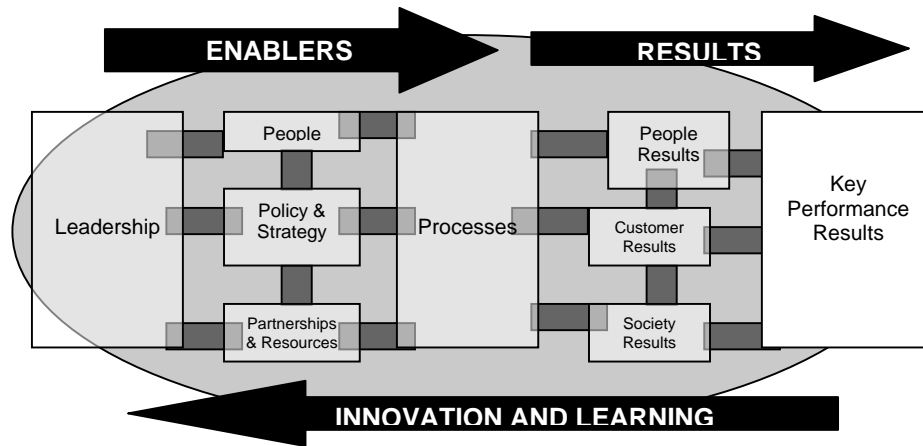 ENABLERS
RESULTS
Leadership
People
Policy &
Strategy
Partnerships
& Resources
Processes
People
Results
Customer
Results
Society
Results
Key
Performance
Results
INNOVATION AND LEARNING